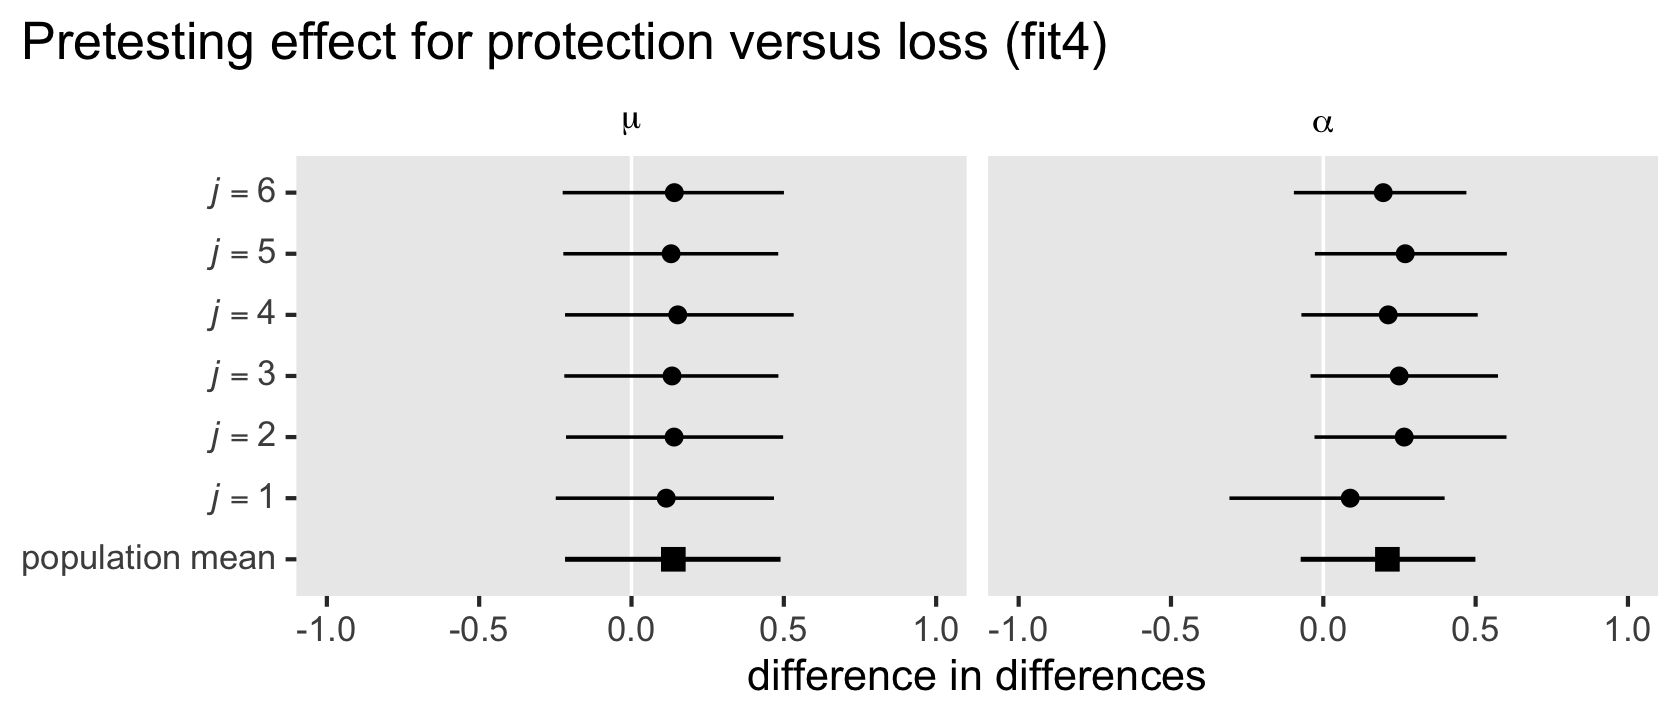 Pretesting effect for protection versus loss (fit4)
μ α
j = 6
j = 5
j = 4
j = 3
j = 2
j = 1
population mean
-1.0 -0.5 0.0 0.5 1.0 -1.0 -0.5 0.0 0.5 1.0
difference in differences